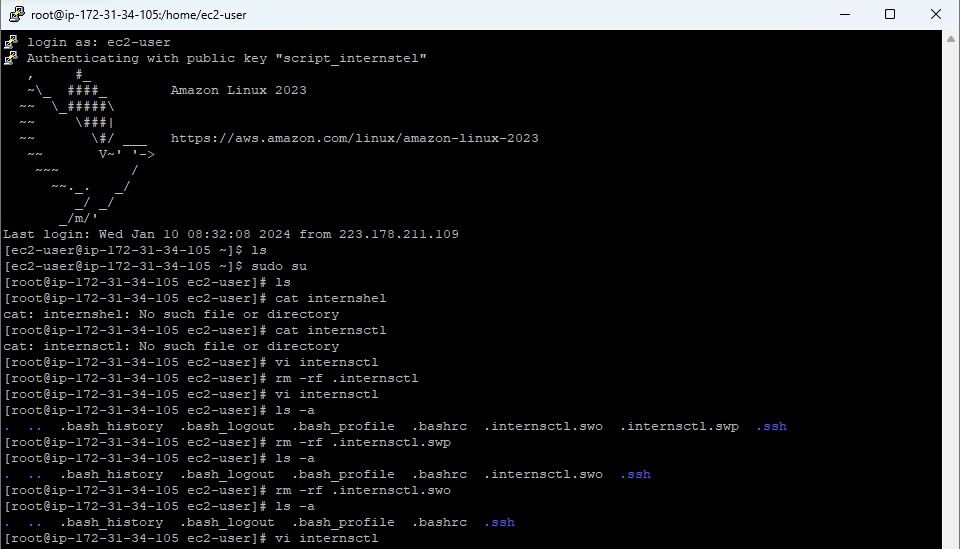 root@ip-172-31-34-105:/home/ec2-user
login as: ec2-user
Authenticating with public key "script_internstel"
   ,     #_
   ~\_  ####_        Amazon Linux 2023
  ~~  \_#####\
  ~~     \###|
  ~~       \#/ ___   https://aws.amazon.com/linux/amazon-linux-2023
   ~~       V~' '->
    ~~~         /
      ~~._.   _/
         _/ _/
       _/m/'
Last login: Wed Jan 10 08:32:08 2024 from 223.178.211.109
[ec2-user@ip-172-31-34-105 ~]$ ls
[ec2-user@ip-172-31-34-105 ~]$ sudo su
[root@ip-172-31-34-105 ec2-user]# ls
[root@ip-172-31-34-105 ec2-user]# cat internshel
cat: internshel: No such file or directory
[root@ip-172-31-34-105 ec2-user]# cat internsctl
cat: internsctl: No such file or directory
[root@ip-172-31-34-105 ec2-user]# vi internsctl
[root@ip-172-31-34-105 ec2-user]# rm -rf .internsctl
[root@ip-172-31-34-105 ec2-user]# vi internsctl
[root@ip-172-31-34-105 ec2-user]# ls -a
.  ..  .bash_history  .bash_logout  .bash_profile  .bashrc  .internsctl.swo  .internsctl.swp  .ssh
[root@ip-172-31-34-105 ec2-user]# rm -rf .internsctl.swp
[root@ip-172-31-34-105 ec2-user]# ls -a
.  ..  .bash_history  .bash_logout  .bash_profile  .bashrc  .internsctl.swo  .ssh
[root@ip-172-31-34-105 ec2-user]# rm -rf .internsctl.swo
[root@ip-172-31-34-105 ec2-user]# ls -a
.  ..  .bash_history  .bash_logout  .bash_profile  .bashrc  .ssh
[root@ip-172-31-34-105 ec2-user]# vi internsctl